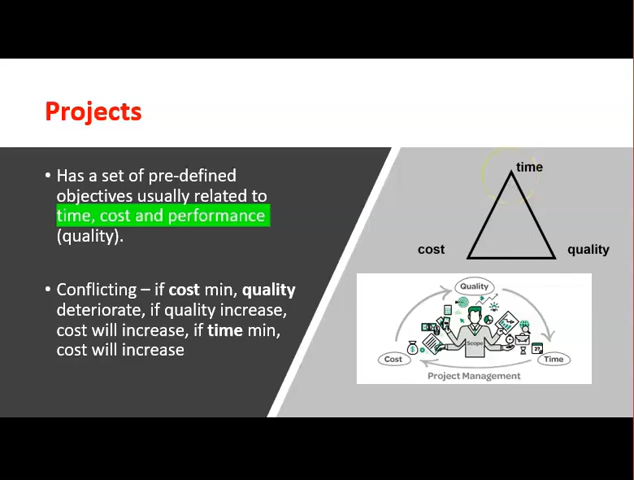 Projects
• Has a set of pre-defined
objectives usually related to
time, cost and performance
(quality).
• Conflicting – if cost min, quality
deteriorate, if quality increase,
cost will increase, if time min,
cost will increase
time
cost
quality
Quality
Scope
Cost
Time
Project Management